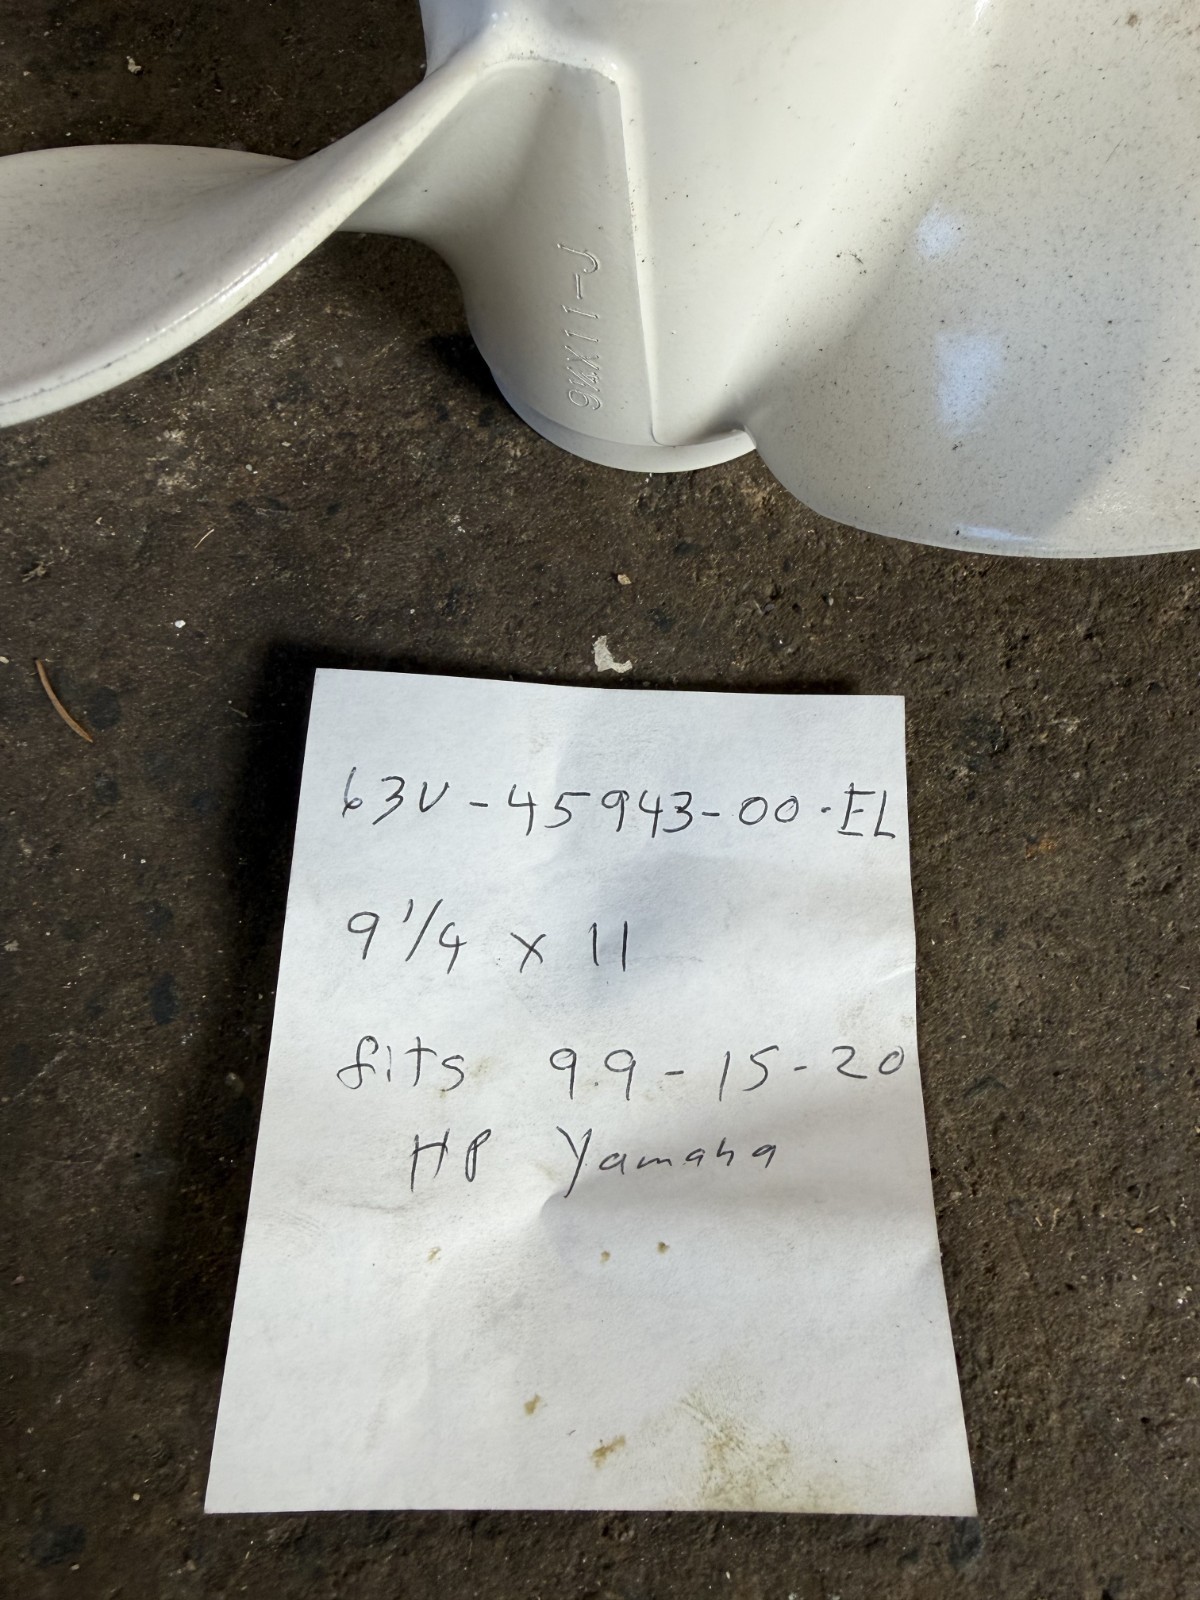 9¼X11-J
63V-45943-00-EL
9 1/4 x 11
fits 9.9-15-20
HP Yamaha